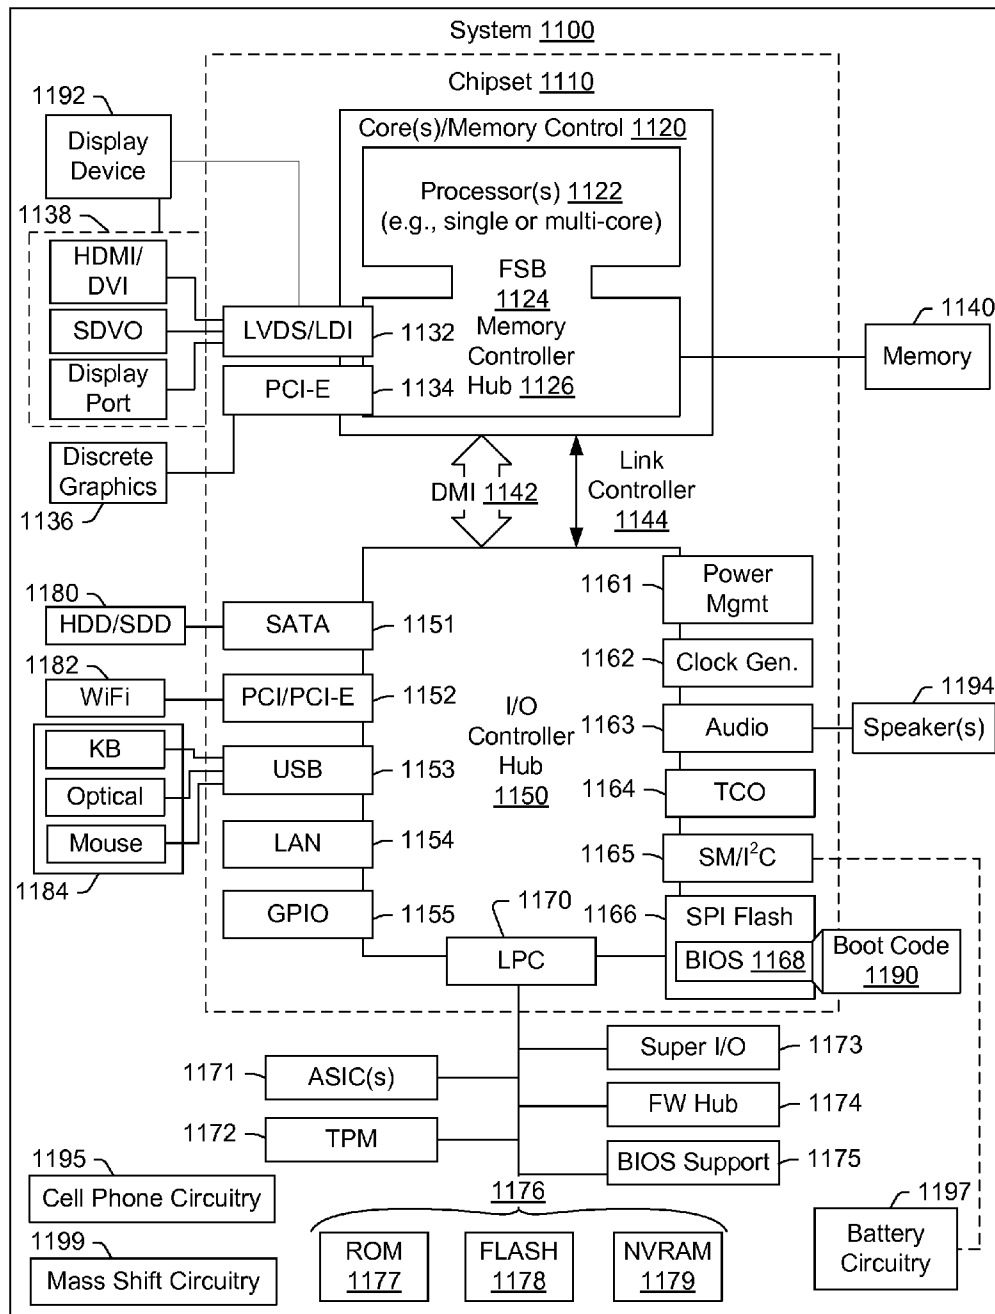 System 1100
Chipset 1110
1192
Display
Device
Core(s)/Memory Control 1120
Processor(s) 1122
(e.g., single or multi-core)
1138
HDMI/
DVI
SDVO
Display
Port
FSB
1124
Memory
Controller
Hub 1126
LVDS/LDI
1132
PCI-E
1134
1140
Memory
Discrete
Graphics
1136
DMI 1142
Link
Controller
1144
1180
HDD/SDD
SATA
1151
1182
WiFi
PCI/PCI-E
1152
KB
Optical
Mouse
1184
USB
1153
LAN
1154
GPIO
1155
I/O
Controller
Hub
1150
1161
Power
Mgmt
1162
Clock Gen.
1163
Audio
1194
Speaker(s)
1164
TCO
1165
SM/I²C
1166
SPI Flash
BIOS 1168
Boot Code
1190
1170
LPC
1171
ASIC(s)
1172
TPM
Super I/O
1173
FW Hub
1174
BIOS Support
1175
1195
Cell Phone Circuitry
1199
Mass Shift Circuitry
1176
ROM
1177
FLASH
1178
NVRAM
1179
1197
Battery
Circuitry